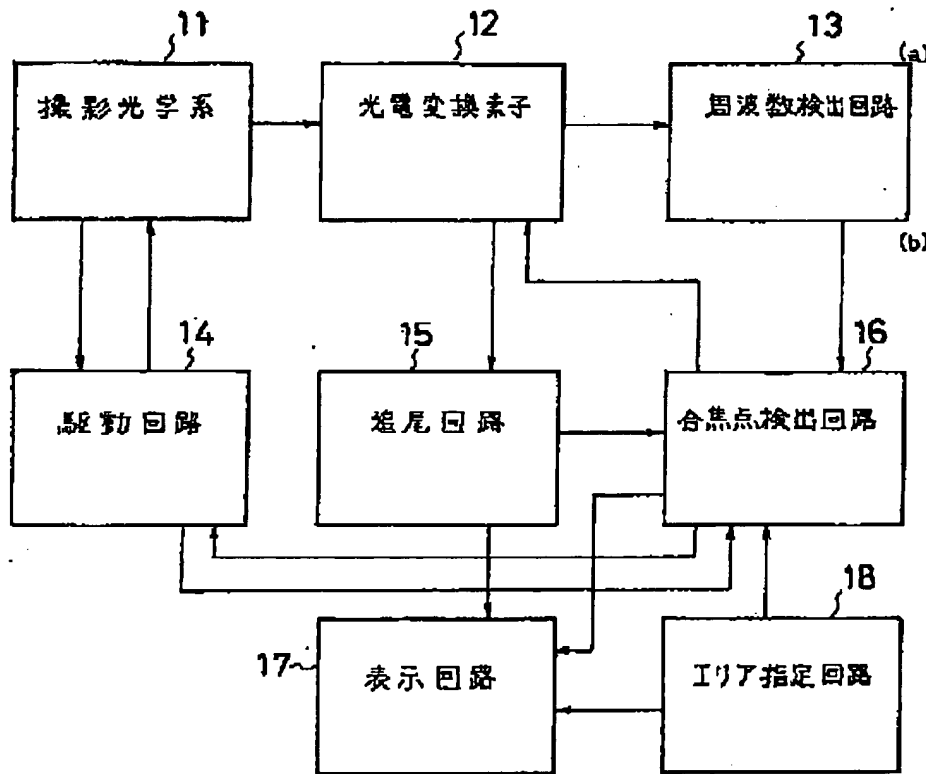 11
12
13
(a)
撮影光学系
光電変換素子
周波数検出回路
(b)
14
15
16
駆動回路
追尾回路
合焦点検出回路
18
17
表示回路
エリア指定回路